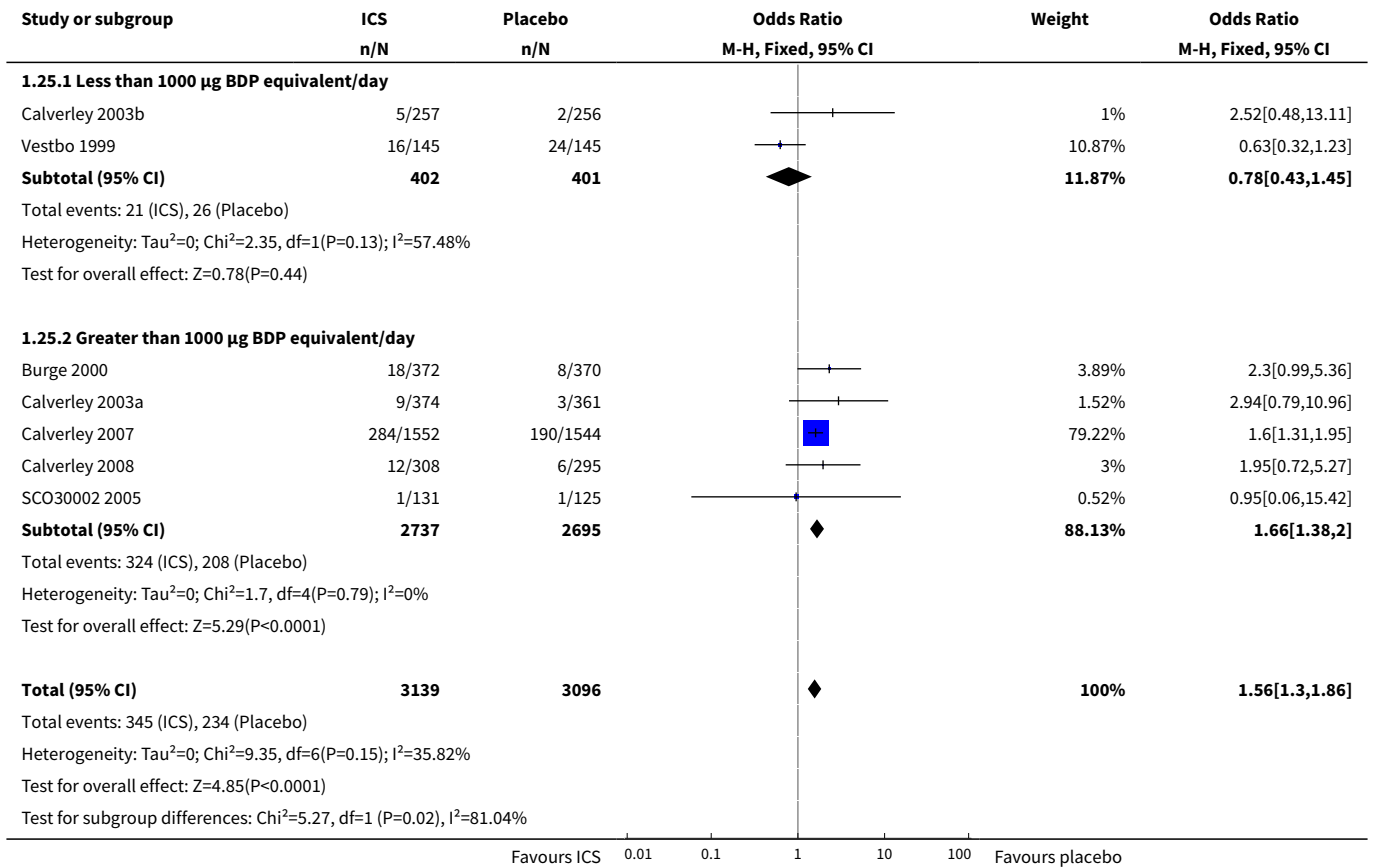 Study or subgroup ICS Placebo Odds Ratio Weight Odds Ratio
n/N n/N M-H, Fixed, 95% CI M-H, Fixed, 95% CI
1.25.1 Less than 1000 µg BDP equivalent/day
Calverley 2003b 5/257 2/256 1% 2.52[0.48,13.11]
Vestbo 1999 16/145 24/145 10.87% 0.63[0.32,1.23]
Subtotal (95% CI) 402 401 11.87% 0.78[0.43,1.45]
Total events: 21 (ICS), 26 (Placebo)
Heterogeneity: Tau²=0; Chi²=2.35, df=1(P=0.13); I²=57.48%
Test for overall effect: Z=0.78(P=0.44)
1.25.2 Greater than 1000 µg BDP equivalent/day
Burge 2000 18/372 8/370 3.89% 2.3[0.99,5.36]
Calverley 2003a 9/374 3/361 1.52% 2.94[0.79,10.96]
Calverley 2007 284/1552 190/1544 79.22% 1.6[1.31,1.95]
Calverley 2008 12/308 6/295 3% 1.95[0.72,5.27]
SCO30002 2005 1/131 1/125 0.52% 0.95[0.06,15.42]
Subtotal (95% CI) 2737 2695 88.13% 1.66[1.38,2]
Total events: 324 (ICS), 208 (Placebo)
Heterogeneity: Tau²=0; Chi²=1.7, df=4(P=0.79); I²=0%
Test for overall effect: Z=5.29(P<0.0001)
Total (95% CI) 3139 3096 100% 1.56[1.3,1.86]
Total events: 345 (ICS), 234 (Placebo)
Heterogeneity: Tau²=0; Chi²=9.35, df=6(P=0.15); I²=35.82%
Test for overall effect: Z=4.85(P<0.0001)
Test for subgroup differences: Chi²=5.27, df=1 (P=0.02), I²=81.04%
Favours ICS 0.01 0.1 1 10 100 Favours placebo